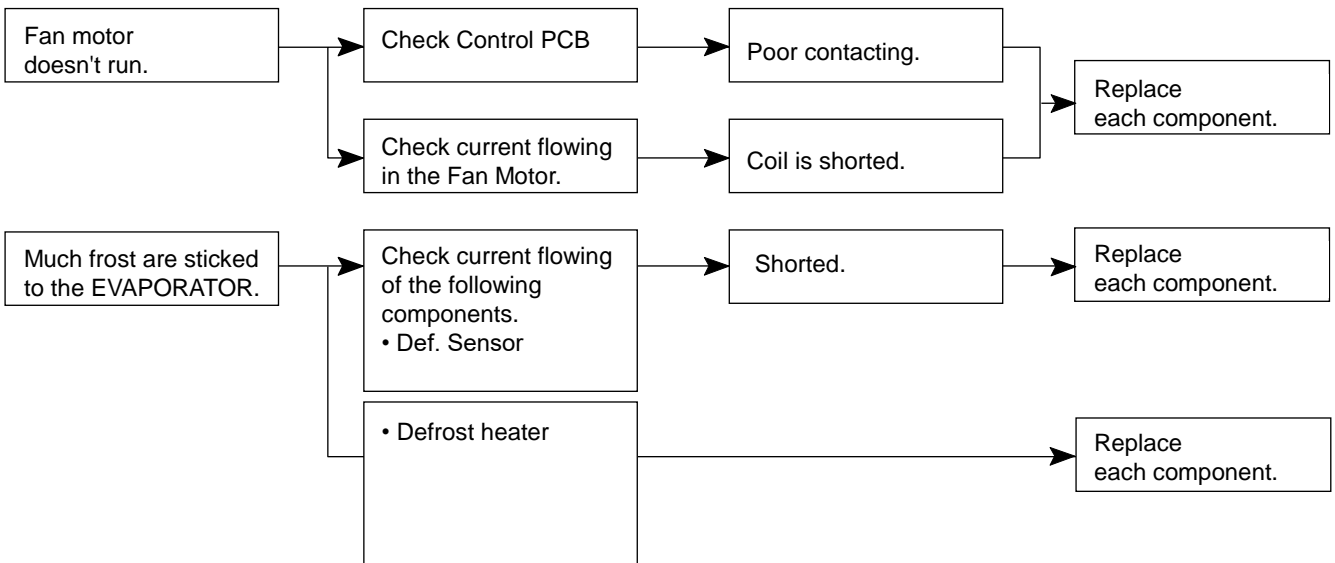 Fan motor
doesn't run.
Check Control PCB
Poor contacting.
Check current flowing
in the Fan Motor.
Coil is shorted.
Replace
each component.
Much frost are sticked
to the EVAPORATOR.
Check current flowing
of the following
components.
• Def. Sensor
Shorted.
Replace
each component.
• Defrost heater
Replace
each component.